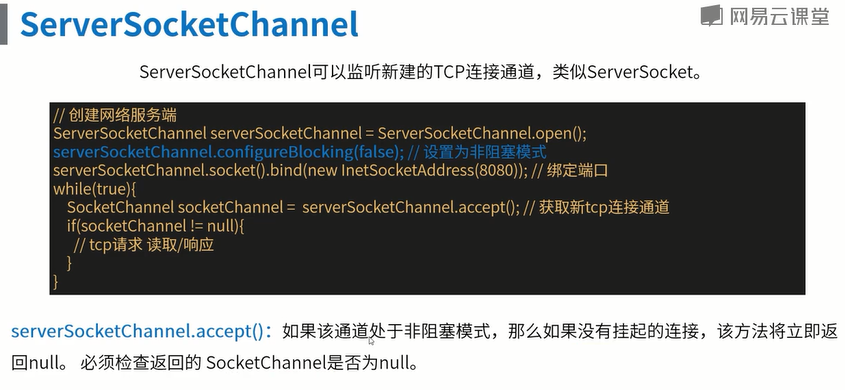 ServerSocketChannel
网易云课堂
ServerSocketChannel可以监听新建的TCP连接通道，类似ServerSocket。
// 创建网络服务端
ServerSocketChannel serverSocketChannel = ServerSocketChannel.open();
serverSocketChannel.configureBlocking(false); // 设置为非阻塞模式
serverSocketChannel.socket().bind(new InetSocketAddress(8080)); // 绑定端口
while(true){
SocketChannel socketChannel = serverSocketChannel.accept(); // 获取新tcp连接通道
if(socketChannel != null){
// tcp请求 读取/响应
}
}
serverSocketChannel.accept()：如果该通道处于非阻塞模式，那么如果没有挂起的连接，该方法将立即返
回null。 必须检查返回的 SocketChannel是否为null。